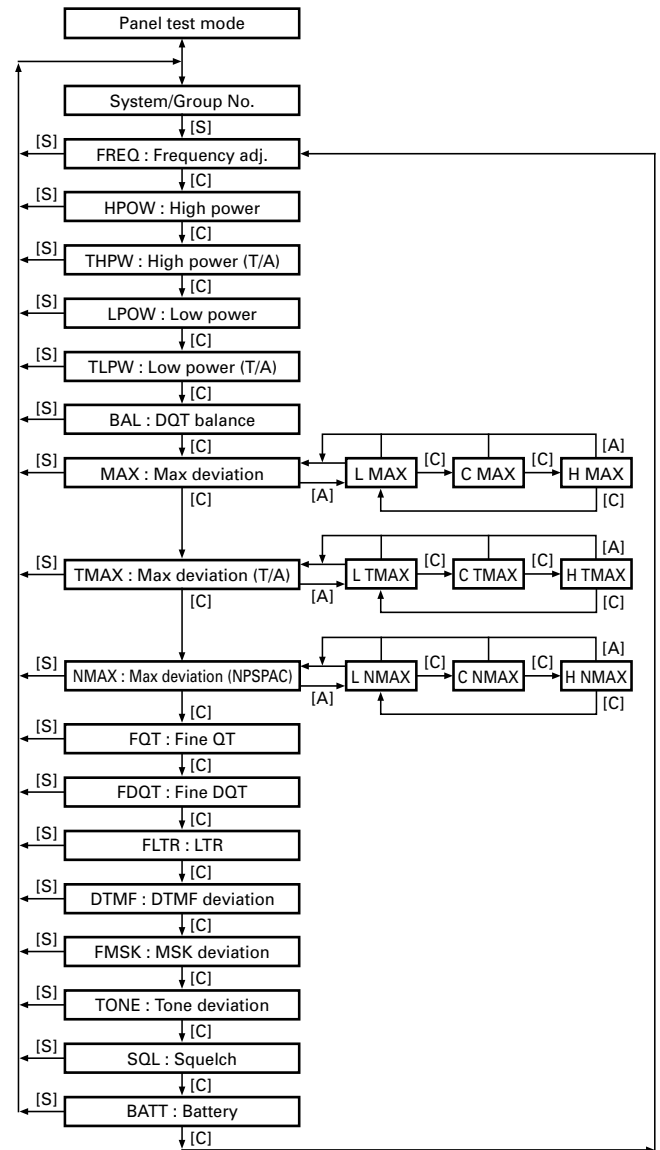 Panel test mode
System/Group No.
[S]
[S]
FREQ : Frequency adj.
[C]
[S]
HPOW : High power
[C]
[S]
THPW : High power (T/A)
[C]
[S]
LPOW : Low power
[C]
[S]
TLPW : Low power (T/A)
[C]
[S]
BAL : DQT balance
[C]
[A]
[S]
MAX : Max deviation
L MAX
[C]
C MAX
[C]
H MAX
[C]
[A]
[C]
[A]
[S]
TMAX : Max deviation (T/A)
L TMAX
[C]
C TMAX
[C]
H TMAX
[C]
[A]
[C]
[A]
[S]
NMAX : Max deviation (NPSPAC)
L NMAX
[C]
C NMAX
[C]
H NMAX
[C]
[A]
[C]
[S]
FQT : Fine QT
[C]
[S]
FDQT : Fine DQT
[C]
[S]
FLTR : LTR
[C]
[S]
DTMF : DTMF deviation
[C]
[S]
FMSK : MSK deviation
[C]
[S]
TONE : Tone deviation
[C]
[S]
SQL : Squelch
[C]
[S]
BATT : Battery
[C]